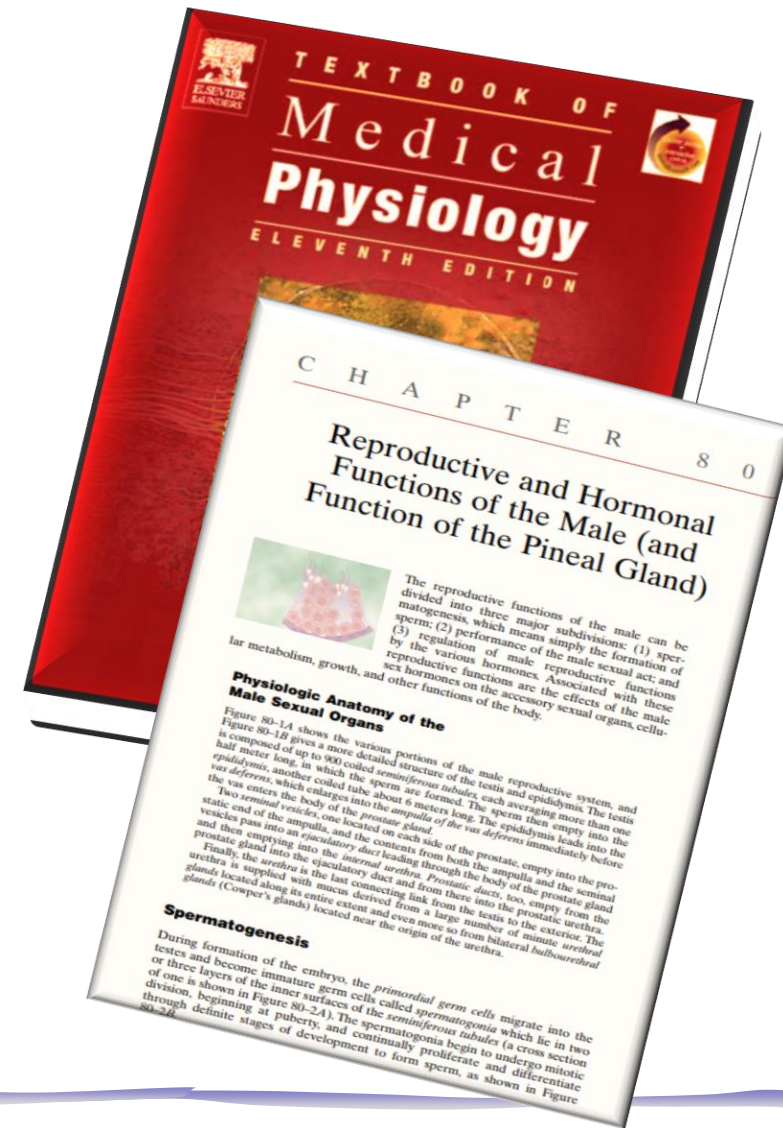 ELSEVIER
SAUNDERS
TEXTBOOK OF
Medical
Physiology
ELEVENTH EDITION
CHAPTER 80
Reproductive and Hormonal
Functions of the Male (and
Function of the Pineal Gland)
The reproductive functions of the male can be
divided into three major subdivisions: (1) sper-
matogenesis, which means simply the formation of
sperm; (2) performance of the male sexual act; and
(3) regulation of male reproductive functions
by the various hormones. Associated with these
reproductive functions are the effects of the male
sex hormones on the accessory sexual organs, cellu-
lar metabolism, growth, and other functions of the body.
Physiologic Anatomy of the
Male Sexual Organs
Figure 80–1A shows the various portions of the male reproductive system, and
Figure 80–1B gives a more detailed structure of the testis and epididymis. The testis
is composed of up to 900 coiled seminiferous tubules, each averaging more than one
half meter long, in which the sperm are formed. The sperm then empty into the
epididymis, another coiled tube about 6 meters long. The epididymis leads into the
vas deferens, which enlarges into the ampulla of the vas deferens immediately before
the vas enters the body of the prostate gland.
Two seminal vesicles, one located on each side of the prostate, empty into the pro-
static end of the ampulla, and the contents from both the ampulla and the seminal
vesicles pass into an ejaculatory duct leading through the body of the prostate gland
and then emptying into the internal urethra. Prostatic ducts, too, empty from the
prostate gland into the ejaculatory duct and from there into the prostatic urethra.
Finally, the urethra is the last connecting link from the testis to the exterior. The
urethra is supplied with mucus derived from a large number of minute urethral
glands located along its entire extent and even more so from bilateral bulbourethral
glands (Cowper's glands) located near the origin of the urethra.
Spermatogenesis
During formation of the embryo, the primordial germ cells migrate into the
testes and become immature germ cells called spermatogonia which lie in two
or three layers of the inner surfaces of the seminiferous tubules (a cross section
of one is shown in Figure 80–2A). The spermatogonia begin to undergo mitotic
division, beginning at puberty, and continually proliferate and differentiate
through definite stages of development to form sperm, as shown in Figure
80–2B.